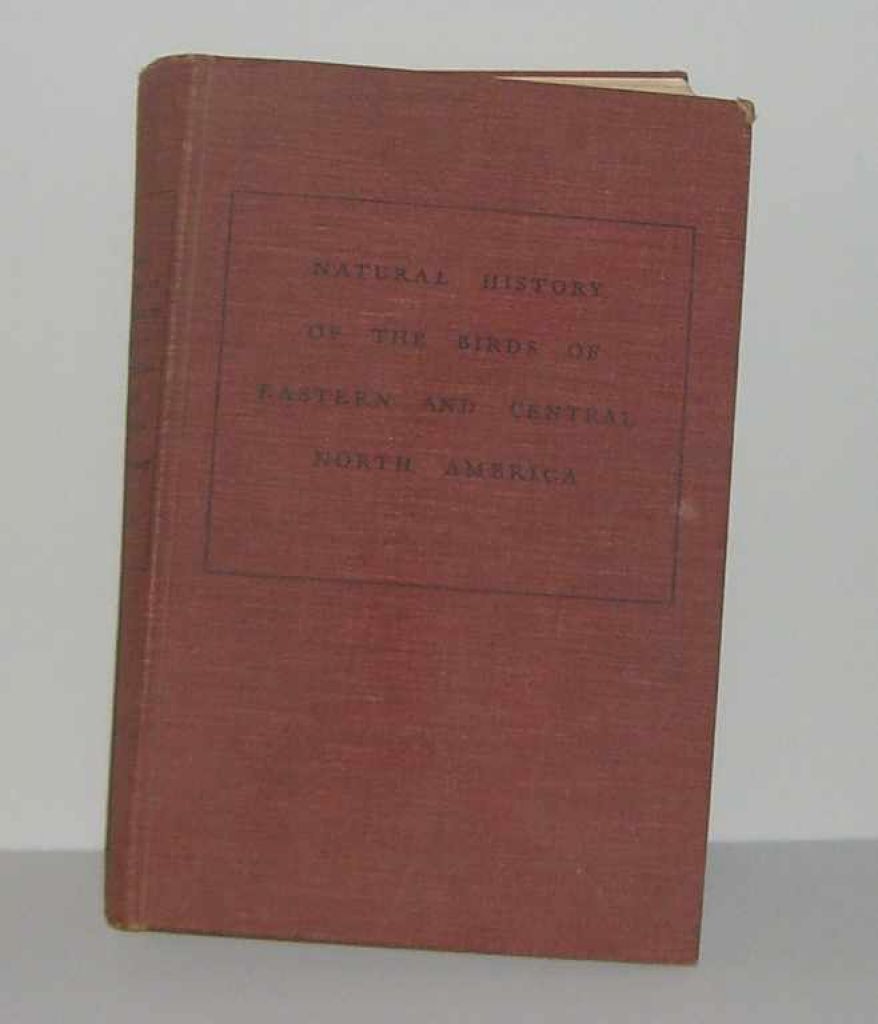 NATURAL HISTORY
OF THE BIRDS OF
EASTERN AND CENTRAL
NORTH AMERICA